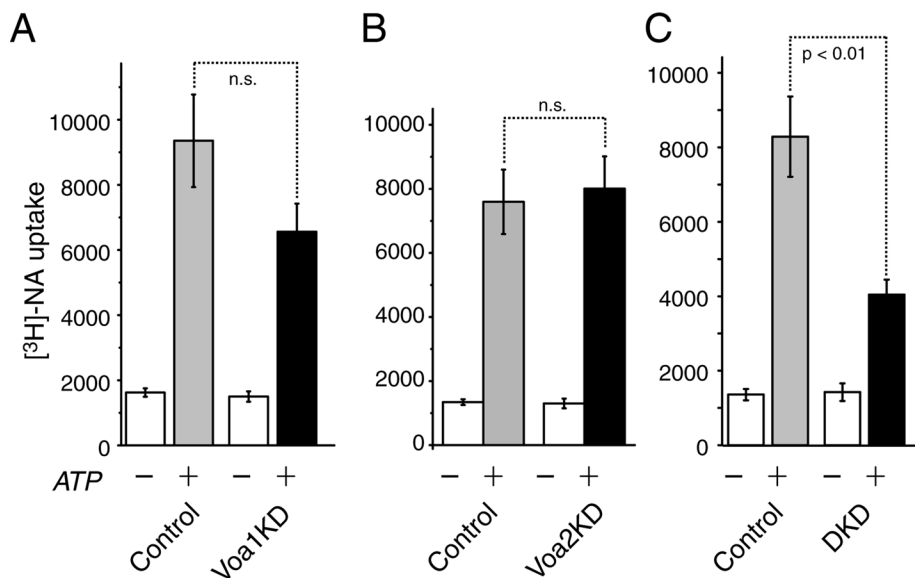 A
B
C
[³H]-NA uptake
10000
8000
6000
4000
2000
0
n.s.
10000
8000
6000
4000
2000
0
n.s.
10000
8000
6000
4000
2000
0
p < 0.01
ATP − + − + − + − + − + − +
Control Voa1KD Control Voa2KD Control DKD